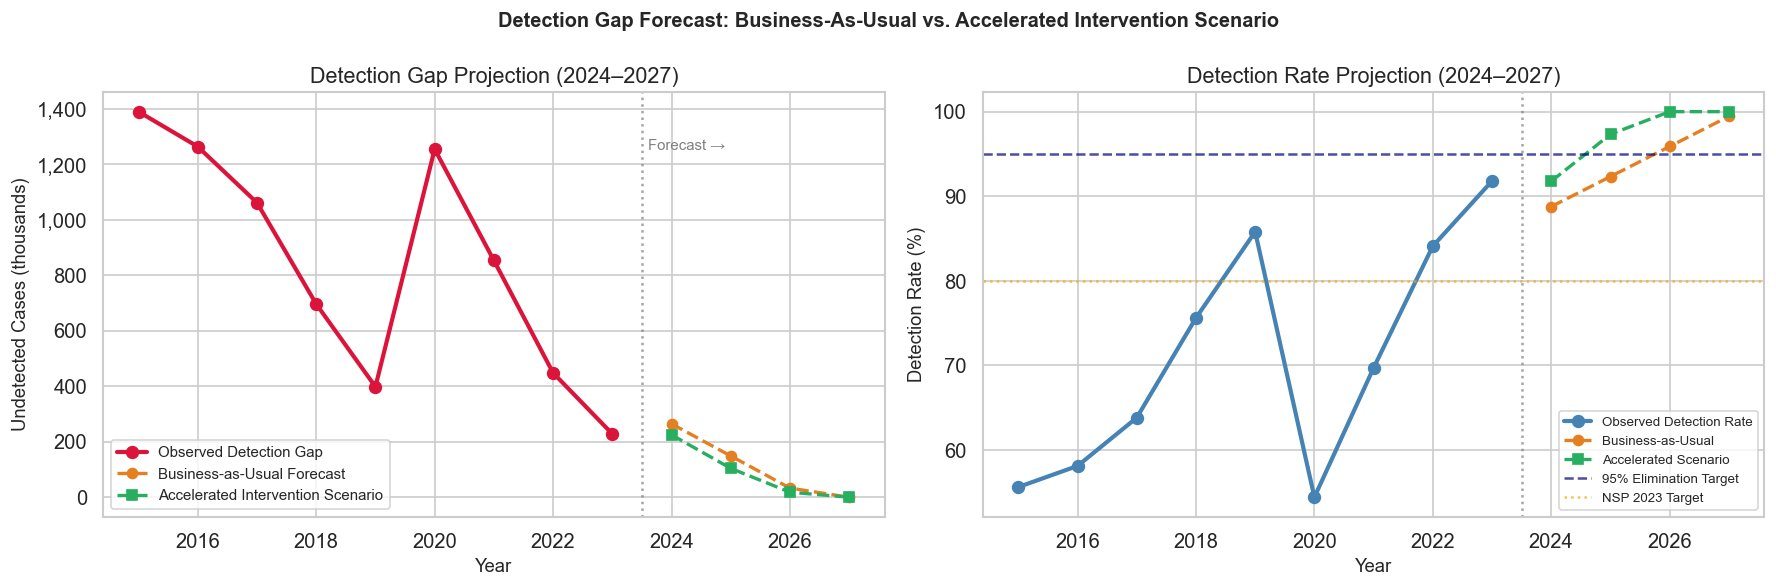 Detection Gap Forecast: Business-As-Usual vs. Accelerated Intervention Scenario
Detection Gap Projection (2024–2027)
Undetected Cases (thousands)
1,400
1,200
1,000
800
600
400
200
0
Forecast →
Observed Detection Gap
Business-as-Usual Forecast
Accelerated Intervention Scenario
2016 2018 2020 2022 2024 2026
Year
Detection Rate Projection (2024–2027)
Detection Rate (%)
100
90
80
70
60
Observed Detection Rate
Business-as-Usual
Accelerated Scenario
95% Elimination Target
NSP 2023 Target
2016 2018 2020 2022 2024 2026
Year